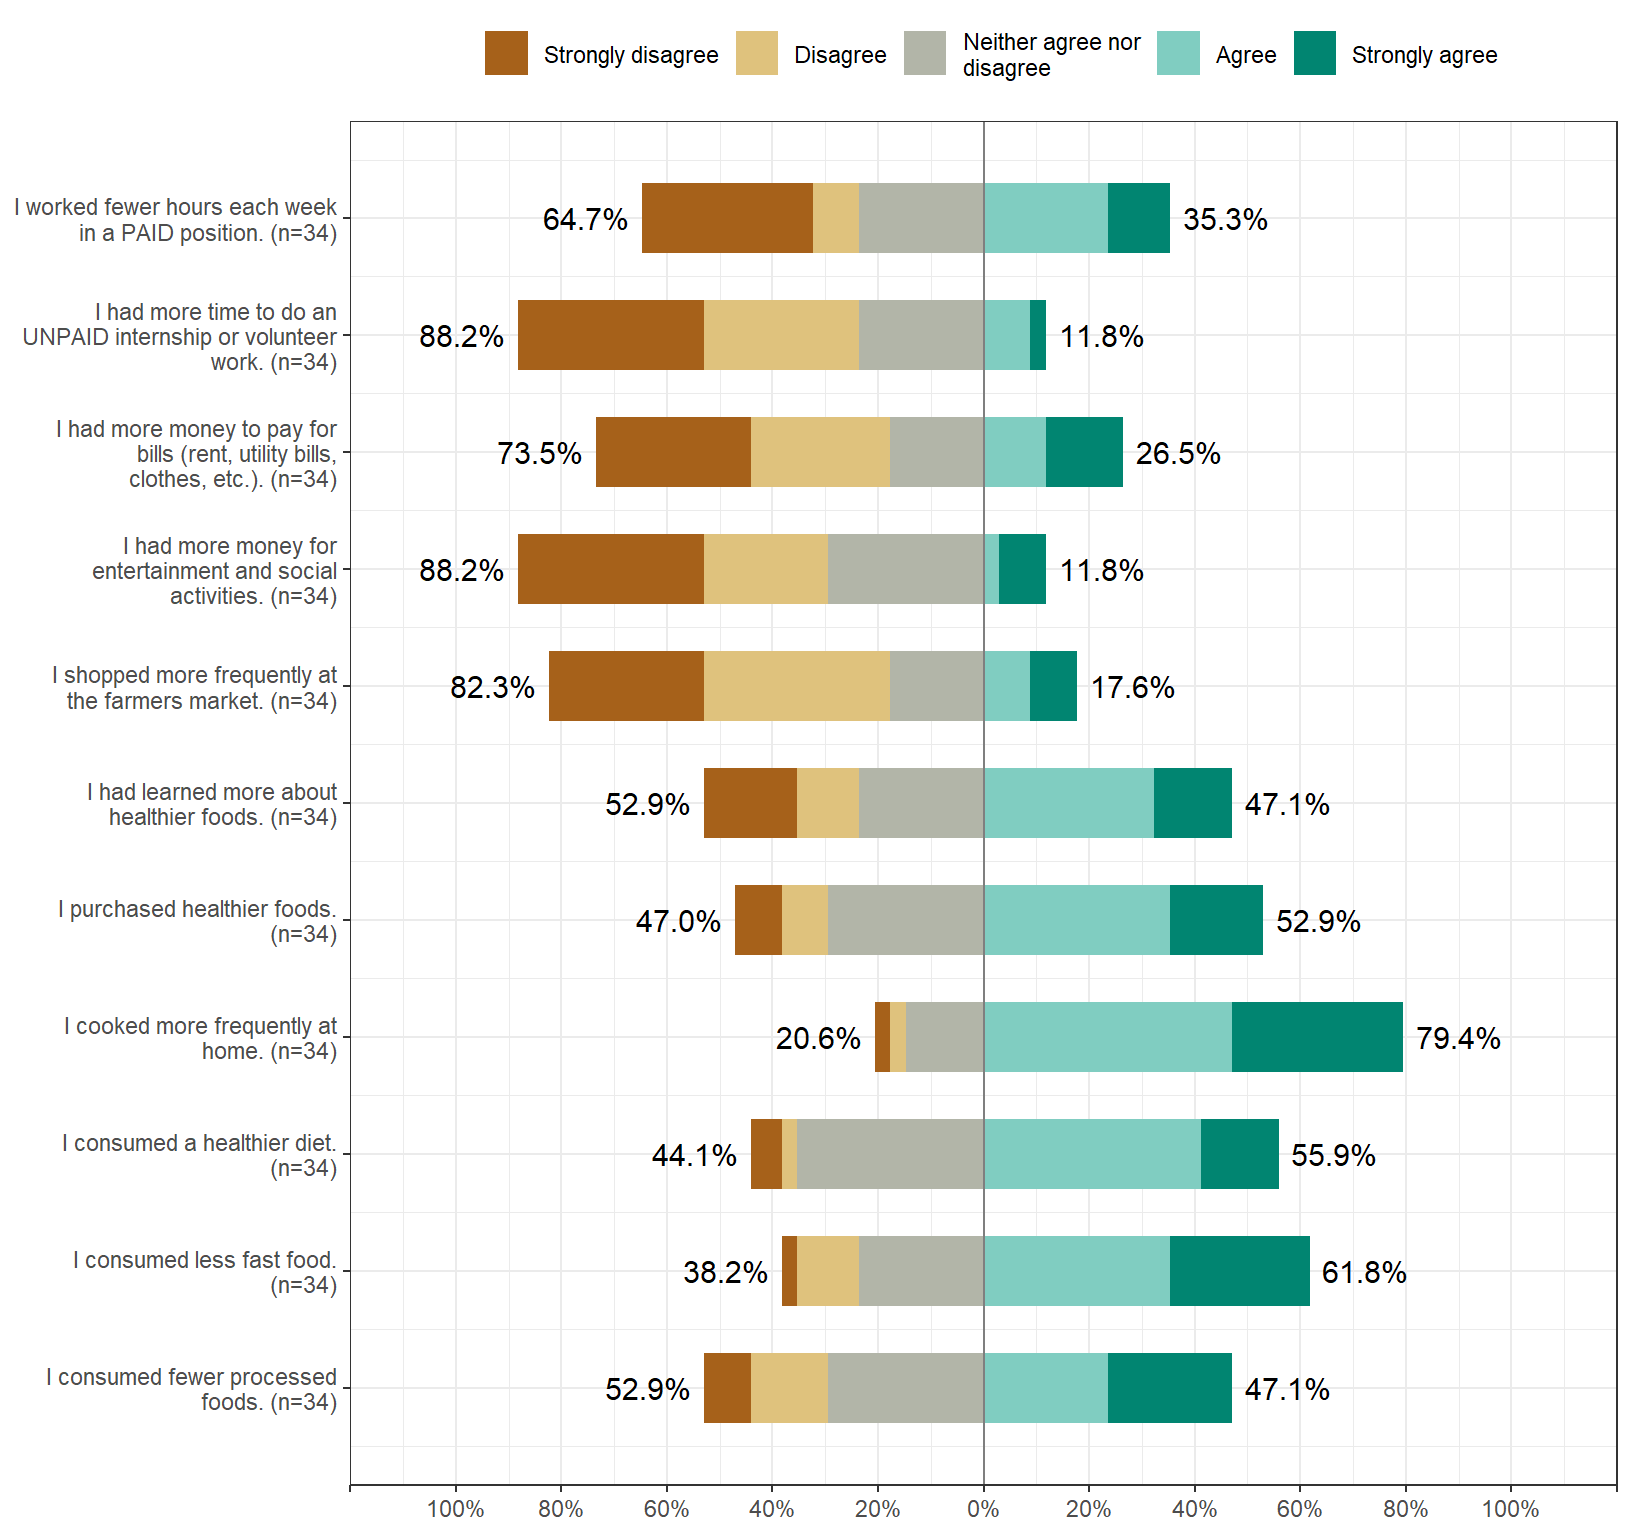 Strongly disagree
Disagree
Neither agree nor
disagree
Agree
Strongly agree
I worked fewer hours each week
in a PAID position. (n=34)
64.7%
35.3%
I had more time to do an
UNPAID internship or volunteer
work. (n=34)
88.2%
11.8%
I had more money to pay for
bills (rent, utility bills,
clothes, etc.). (n=34)
73.5%
26.5%
I had more money for
entertainment and social
activities. (n=34)
88.2%
11.8%
I shopped more frequently at
the farmers market. (n=34)
82.3%
17.6%
I had learned more about
healthier foods. (n=34)
52.9%
47.1%
I purchased healthier foods.
(n=34)
47.0%
52.9%
I cooked more frequently at
home. (n=34)
20.6%
79.4%
I consumed a healthier diet.
(n=34)
44.1%
55.9%
I consumed less fast food.
(n=34)
38.2%
61.8%
I consumed fewer processed
foods. (n=34)
52.9%
47.1%
100% 80% 60% 40% 20% 0% 20% 40% 60% 80% 100%